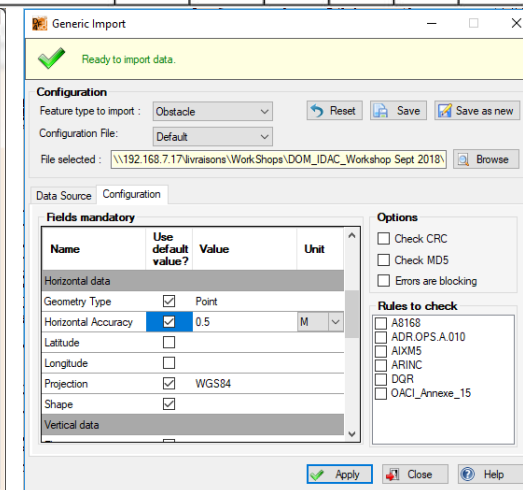 Generic Import
Ready to import data.
Configuration
Feature type to import : Obstacle Reset Save Save as new
Configuration File: Default
File selected : \\192.168.7.17\livraisons\WorkShops\DOM_IDAC_Workshop Sept 2018\ Browse
Data Source Configuration
Fields mandatory
Name Use default value? Value Unit
Horizontal data
Geometry Type Point
Horizontal Accuracy 0.5 M
Latitude
Longitude
Projection WGS84
Shape
Vertical data
Options
Check CRC
Check MD5
Errors are blocking
Rules to check
A8168
ADR.OPS.A.010
AIXM5
ARINC
DQR
OACI_Annexe_15
Apply Close Help